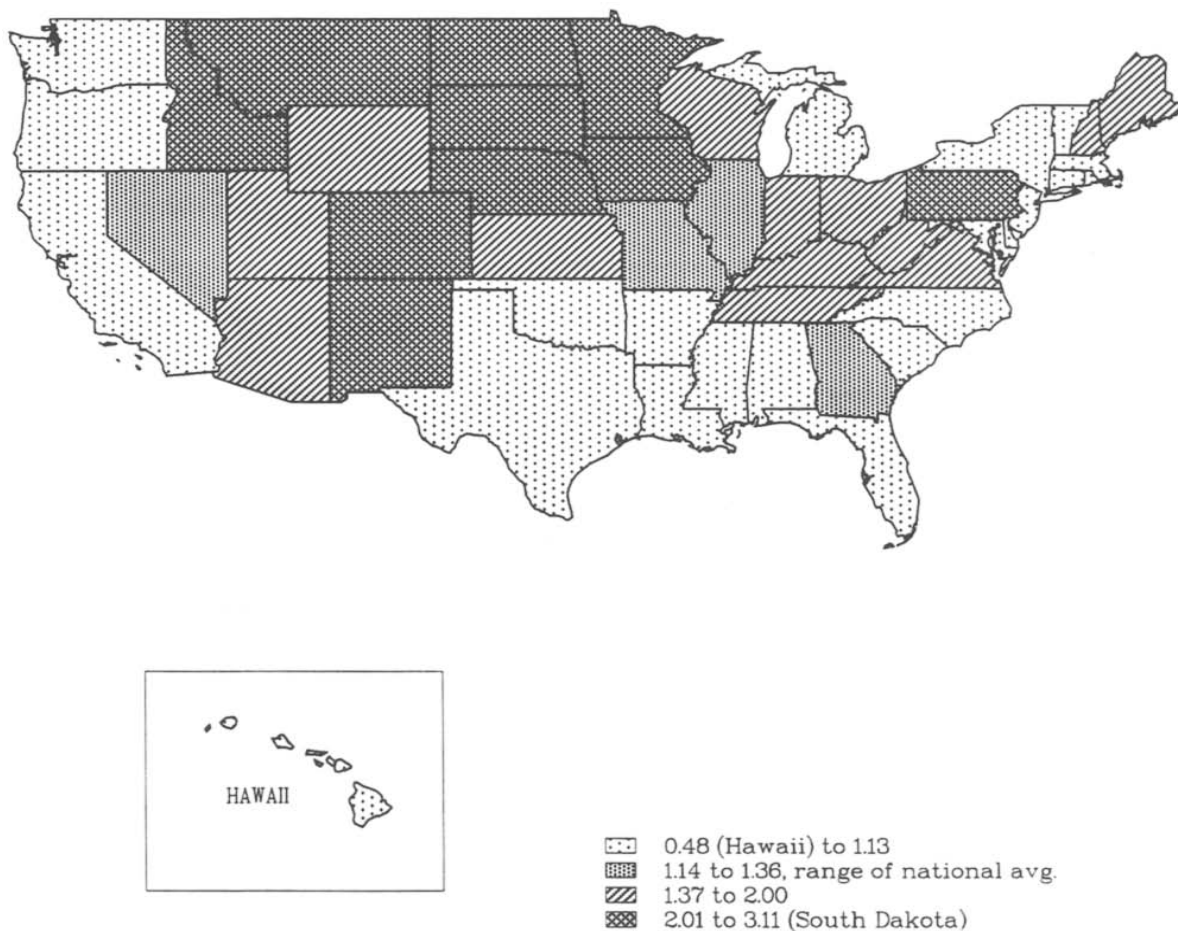 HAWAII
0.48 (Hawaii) to 1.13
1.14 to 1.36, range of national avg.
1.37 to 2.00
2.01 to 3.11 (South Dakota)